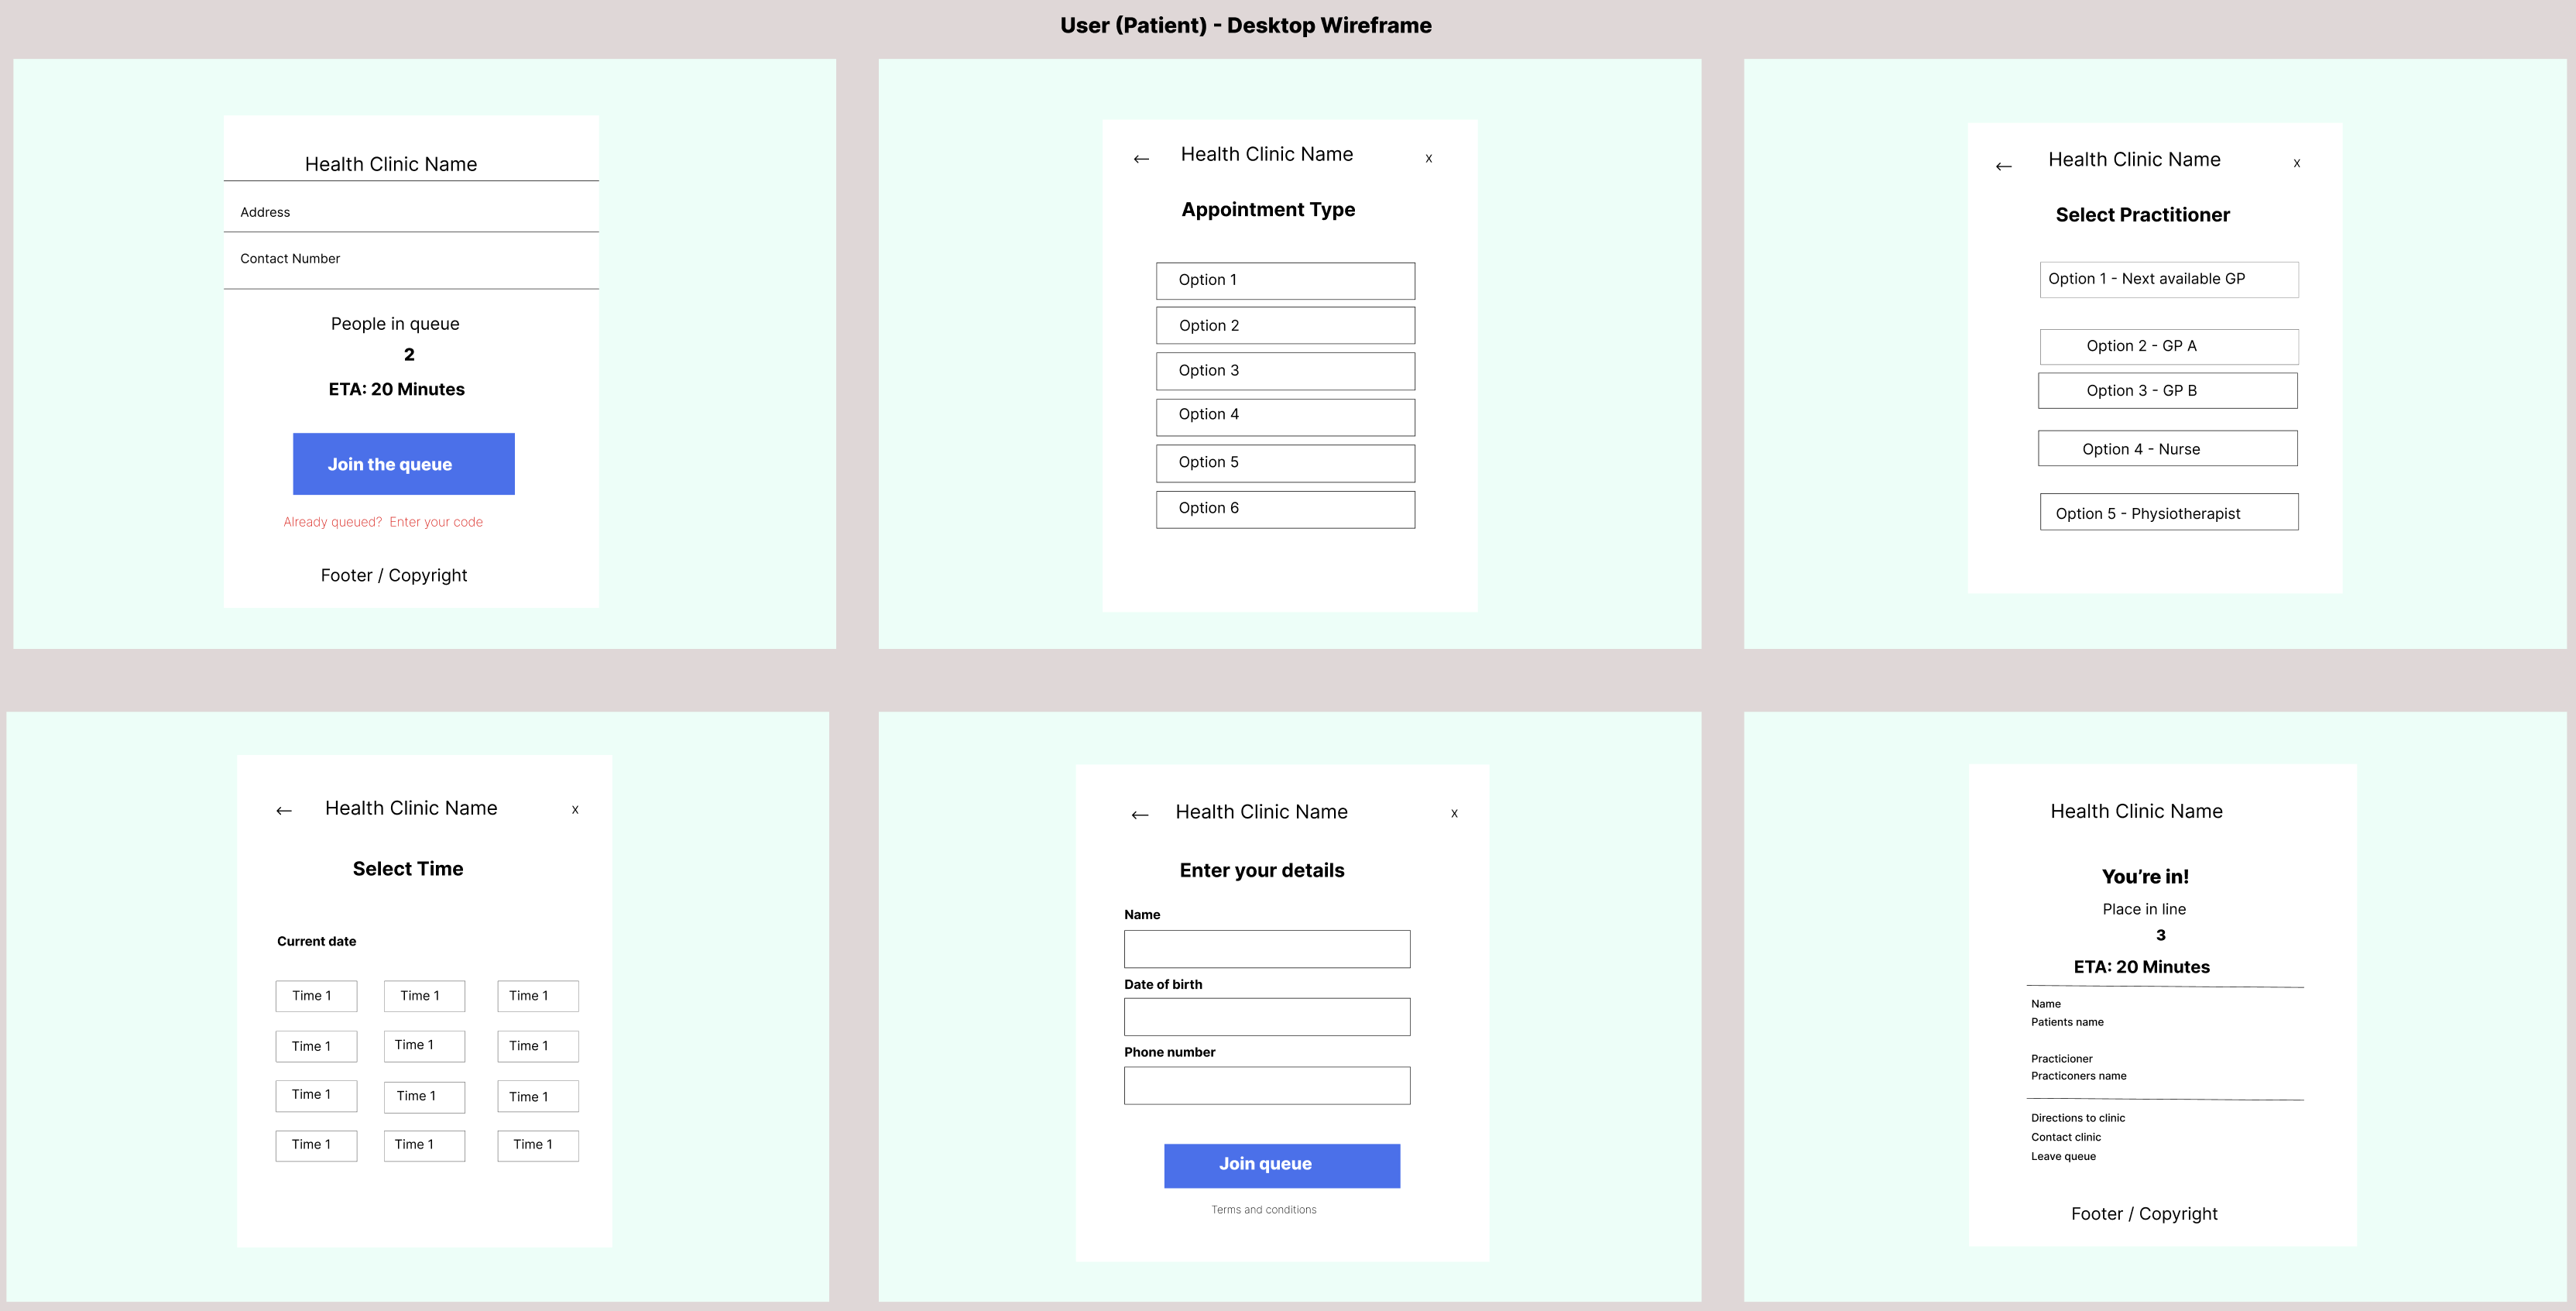 User (Patient) - Desktop Wireframe
Health Clinic Name
Address
Contact Number
People in queue
2
ETA: 20 Minutes
Join the queue
Already queued? Enter your code
Footer / Copyright
← Health Clinic Name x
Appointment Type
Option 1
Option 2
Option 3
Option 4
Option 5
Option 6
← Health Clinic Name x
Select Practitioner
Option 1 - Next available GP
Option 2 - GP A
Option 3 - GP B
Option 4 - Nurse
Option 5 - Physiotherapist
← Health Clinic Name x
Select Time
Current date
Time 1 Time 1 Time 1
Time 1 Time 1 Time 1
Time 1 Time 1 Time 1
Time 1 Time 1 Time 1
← Health Clinic Name x
Enter your details
Name
Date of birth
Phone number
Join queue
Terms and conditions
Health Clinic Name
You’re in!
Place in line
3
ETA: 20 Minutes
Name
Patients name
Practicioner
Practiconers name
Directions to clinic
Contact clinic
Leave queue
Footer / Copyright